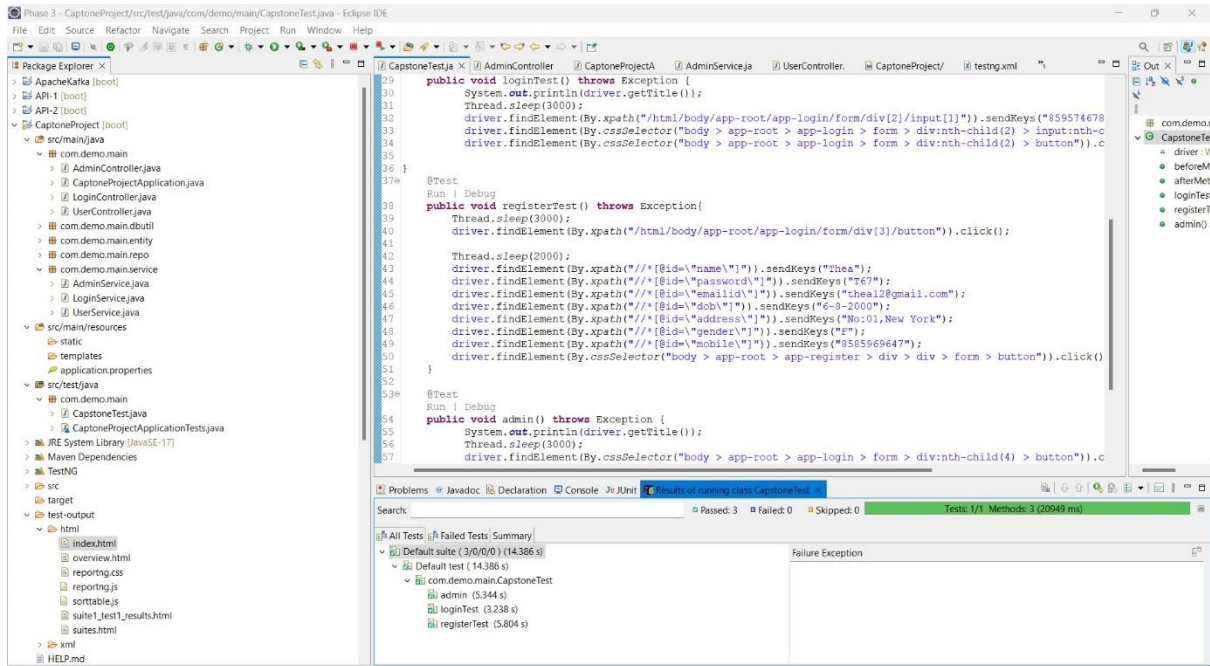 Phase 3 - CaptoneProject/src/test/java/com/demo/main/CapstoneTest.java - Eclipse IDE
File Edit Source Refactor Navigate Search Project Run Window Help
Package Explorer
ApacheKafka [boot]
API-1 [boot]
API-2 [boot]
CaptoneProject [boot]
src/main/java
com.demo.main
AdminController.java
CaptoneProjectApplication.java
LoginController.java
UserController.java
com.demo.main.dbutil
com.demo.main.entity
com.demo.main.repo
com.demo.main.service
AdminService.java
LoginService.java
UserService.java
src/main/resources
static
templates
application.properties
src/test/java
com.demo.main
CapstoneTest.java
CaptoneProjectApplicationTests.java
JRE System Library [JavaSE-17]
Maven Dependencies
TestNG
src
target
test-output
html
index.html
overview.html
reportng.css
reportng.js
sorttable.js
suite1_test1_results.html
suites.html
xml
HELP.md
CapstoneTest.ja AdminController CaptoneProjectA AdminService.ja UserController. CaptoneProject/ testng.xml
29 public void loginTest() throws Exception {
30 System.out.println(driver.getTitle());
31 Thread.sleep(3000);
32 driver.findElement(By.xpath("/html/body/app-root/app-login/form/div[2]/input[1]")).sendKeys("859574678
33 driver.findElement(By.cssSelector("body > app-root > app-login > form > div:nth-child(2) > input:nth-c
34 driver.findElement(By.cssSelector("body > app-root > app-login > form > div:nth-child(2) > button")).c
35
36 }
37 @Test
Run | Debug
38 public void registerTest() throws Exception{
39 Thread.sleep(3000);
40 driver.findElement(By.xpath("/html/body/app-root/app-login/form/div[3]/button")).click();
41
42 Thread.sleep(2000);
43 driver.findElement(By.xpath("//*[@id=\"name\"]")).sendKeys("Thea");
44 driver.findElement(By.xpath("//*[@id=\"password\"]")).sendKeys("T67");
45 driver.findElement(By.xpath("//*[@id=\"emailid\"]")).sendKeys("thea12@gmail.com");
46 driver.findElement(By.xpath("//*[@id=\"dob\"]")).sendKeys("6-8-2000");
47 driver.findElement(By.xpath("//*[@id=\"address\"]")).sendKeys("No:01,New York");
48 driver.findElement(By.xpath("//*[@id=\"gender\"]")).sendKeys("F");
49 driver.findElement(By.xpath("//*[@id=\"mobile\"]")).sendKeys("8585969647");
50 driver.findElement(By.cssSelector("body > app-root > app-register > div > div > form > button")).click()
51 }
52
53 @Test
Run | Debug
54 public void admin() throws Exception {
55 System.out.println(driver.getTitle());
56 Thread.sleep(3000);
57 driver.findElement(By.cssSelector("body > app-root > app-login > form > div:nth-child(4) > button")).c
Out
com.demo.
CapstoneTe
driver : W
beforeM
afterMet
loginTest
registerT
admin()
Problems Javadoc Declaration Console JUnit Results of running class CapstoneTest
Search: Passed: 3 Failed: 0 Skipped: 0 Tests: 1/1 Methods: 3 (20949 ms)
All Tests Failed Tests Summary
Default suite ( 3/0/0/0 ) (14.386 s)
Default test ( 14.386 s)
com.demo.main.CapstoneTest
admin (5.344 s)
loginTest (3.238 s)
registerTest (5.804 s)
Failure Exception